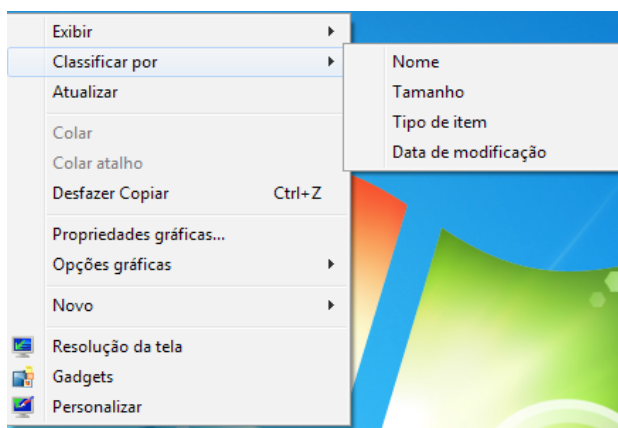 Exibir
Classificar por
Atualizar
Colar
Colar atalho
Desfazer Copiar Ctrl+Z
Propriedades gráficas...
Opções gráficas
Novo
Resolução da tela
Gadgets
Personalizar
Nome
Tamanho
Tipo de item
Data de modificação